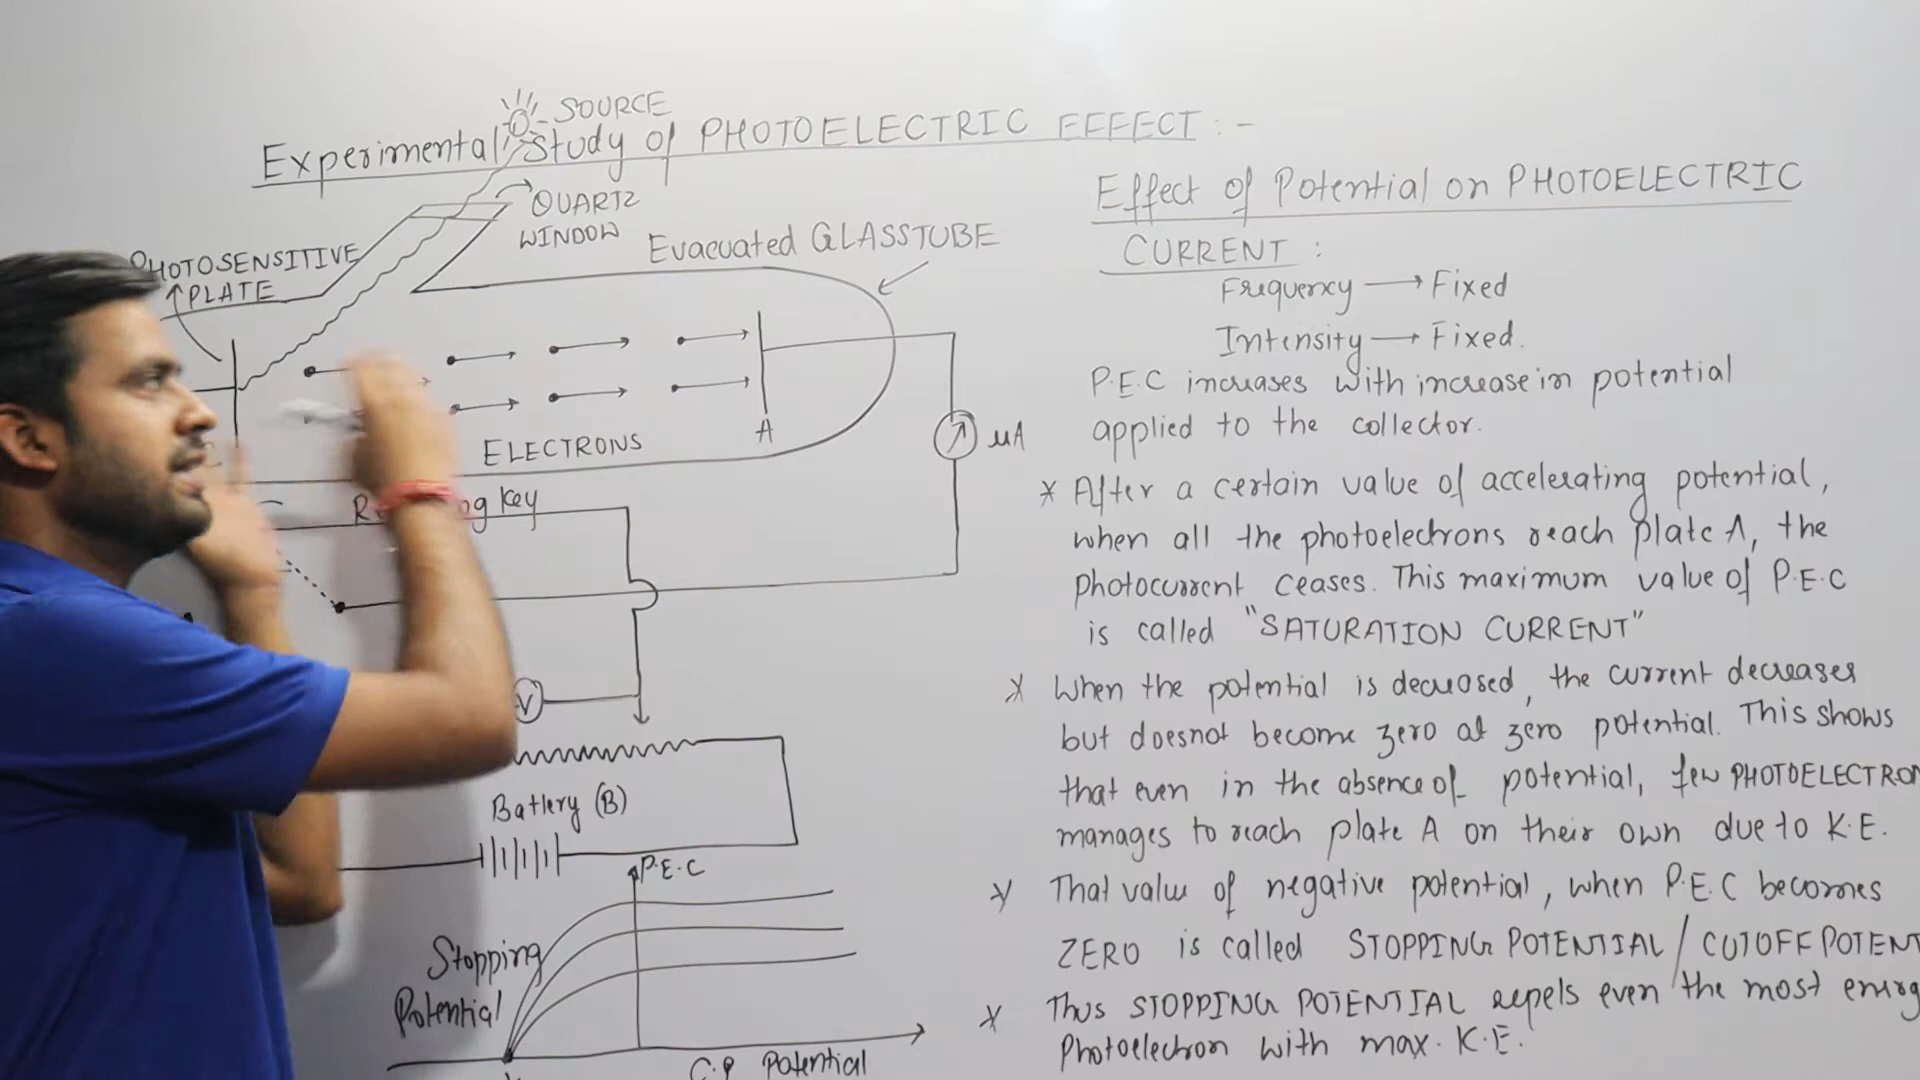 SOURCE
Experimental Study of PHOTOELECTRIC EFFECT :-
QUARTZ
WINDOW
PHOTOSENSITIVE
PLATE
Evacuated GLASSTUBE
ELECTRONS
A
μA
Key
V
Battery (B)
P.E.C
Stopping
Potential
C.P Potential
Effect of Potential on PHOTOELECTRIC
CURRENT :
Frequency → Fixed
Intensity → Fixed.
P.E.C increases with increase in potential
applied to the collector.
* After a certain value of accelerating potential,
when all the photoelectrons reach plate A, the
photocurrent ceases. This maximum value of P.E.C
is called "SATURATION CURRENT"
* When the potential is decreased, the current decreases
but doesnot become zero at zero potential. This shows
that even in the absence of potential, few PHOTOELECTRON
manages to reach plate A on their own due to K.E.
* That value of negative potential, when P.E.C becomes
ZERO is called STOPPING POTENTIAL / CUTOFF POTENT
* Thus STOPPING POTENTIAL repels even the most energ
Photoelectron with max. K.E.